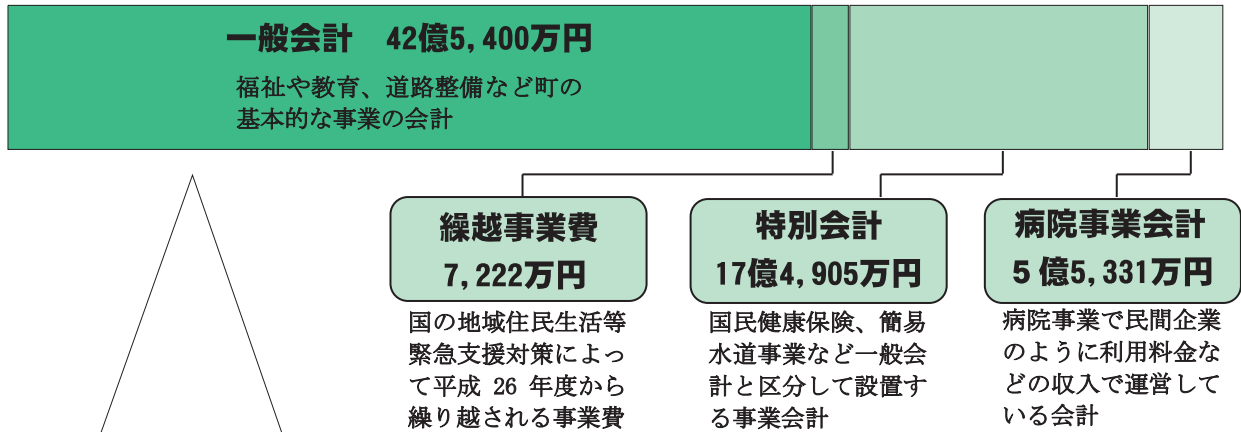 一般会計　42億5,400万円
福祉や教育、道路整備など町の
基本的な事業の会計
繰越事業費
7,222万円
国の地域住民生活等
緊急支援対策によっ
て平成 26 年度から
繰り越される事業費
特別会計
17億4,905万円
国民健康保険、簡易
水道事業など一般会
計と区分して設置す
る事業会計
病院事業会計
5億5,331万円
病院事業で民間企業
のように利用料金な
どの収入で運営して
いる会計